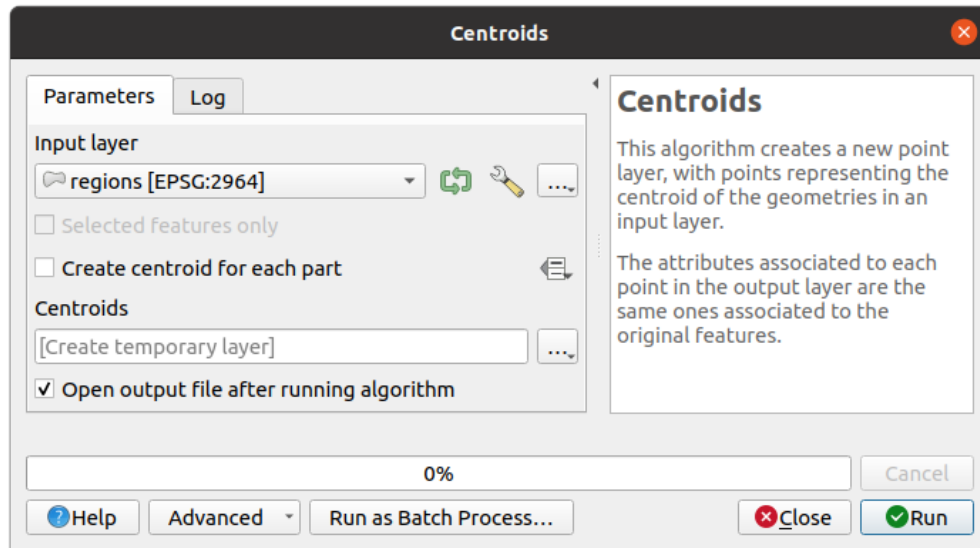 Centroids
Parameters
Log
Input layer
regions [EPSG:2964]
...
Selected features only
Create centroid for each part
Centroids
[Create temporary layer]
...
Open output file after running algorithm
Centroids
This algorithm creates a new point
layer, with points representing the
centroid of the geometries in an
input layer.
The attributes associated to each
point in the output layer are the
same ones associated to the
original features.
0%
Cancel
Help
Advanced
Run as Batch Process...
Close
Run